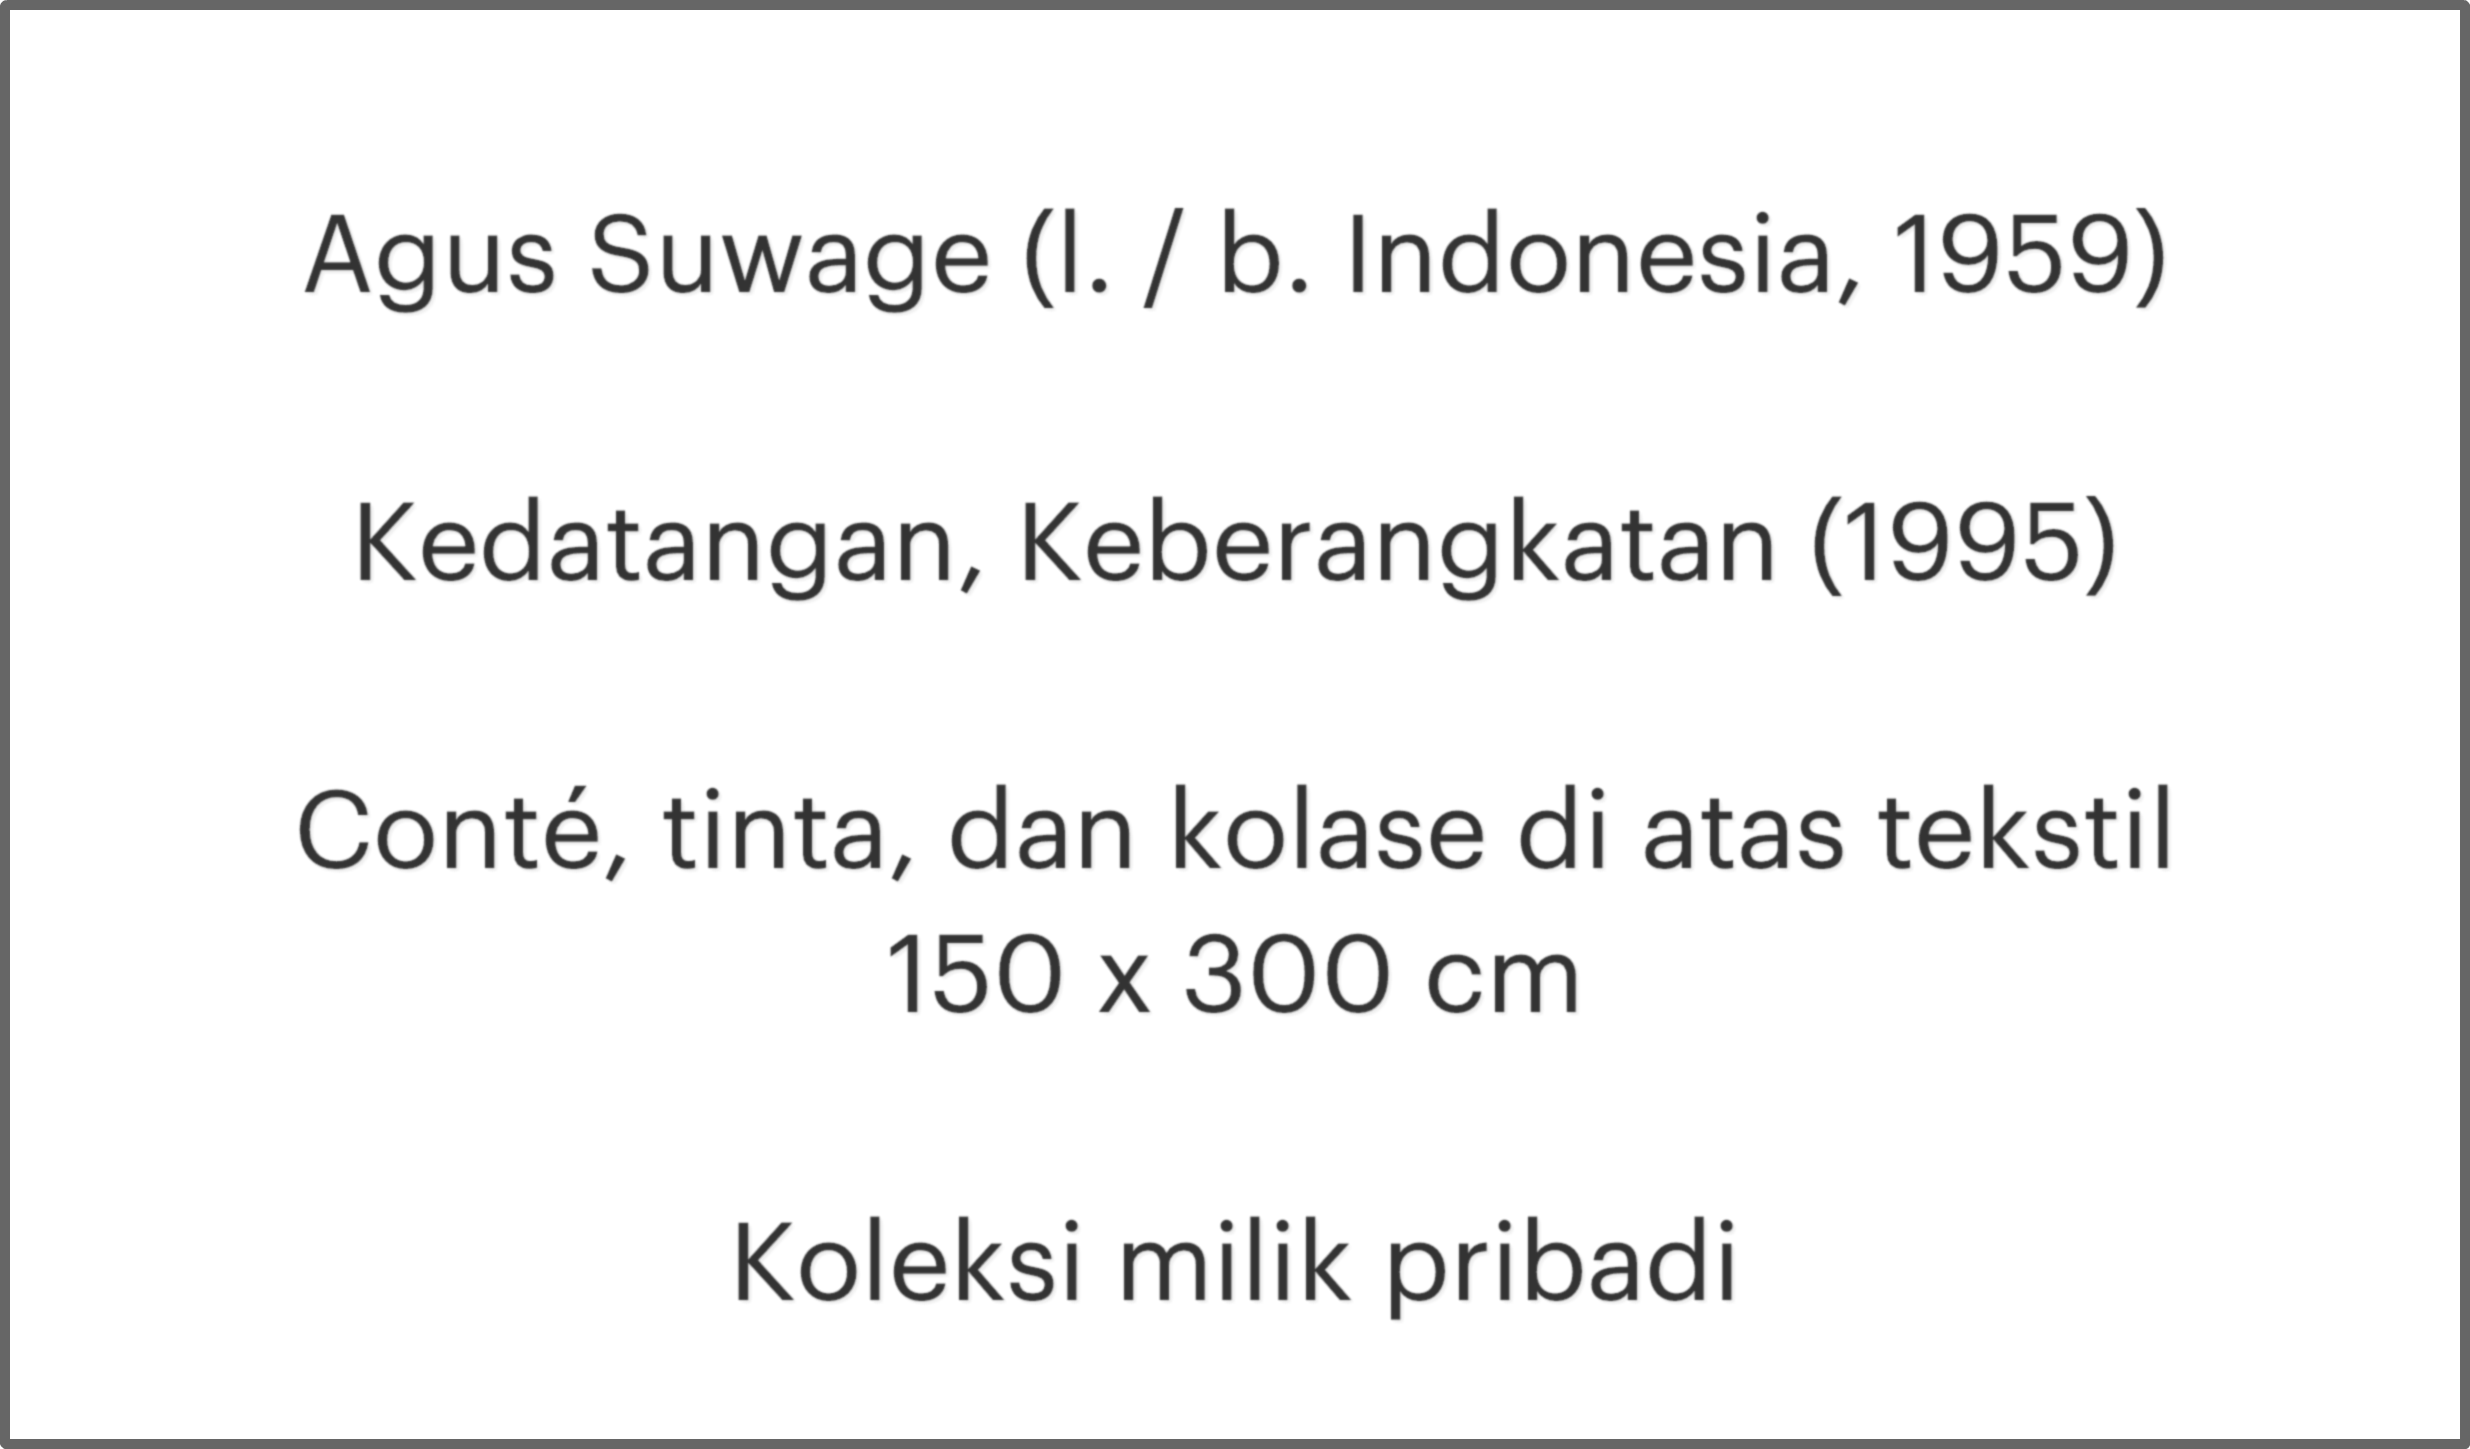 Agus Suwage (l. / b. Indonesia, 1959)
Kedatangan, Keberangkatan (1995)
Conté, tinta, dan kolase di atas tekstil
150 x 300 cm
Koleksi milik pribadi